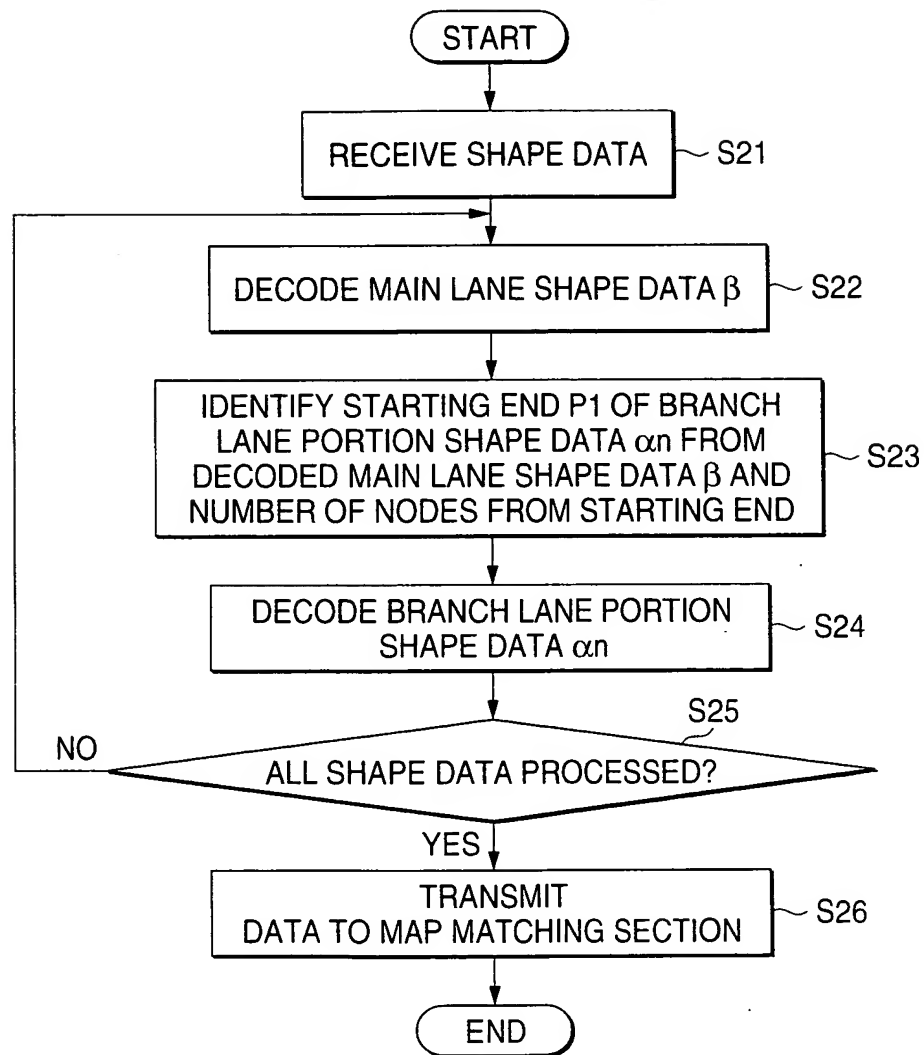 START
RECEIVE SHAPE DATA
S21
DECODE MAIN LANE SHAPE DATA β
S22
IDENTIFY STARTING END P1 OF BRANCH
LANE PORTION SHAPE DATA αn FROM
DECODED MAIN LANE SHAPE DATA β AND
NUMBER OF NODES FROM STARTING END
S23
DECODE BRANCH LANE PORTION
SHAPE DATA αn
S24
S25
NO
ALL SHAPE DATA PROCESSED?
YES
TRANSMIT
DATA TO MAP MATCHING SECTION
S26
END